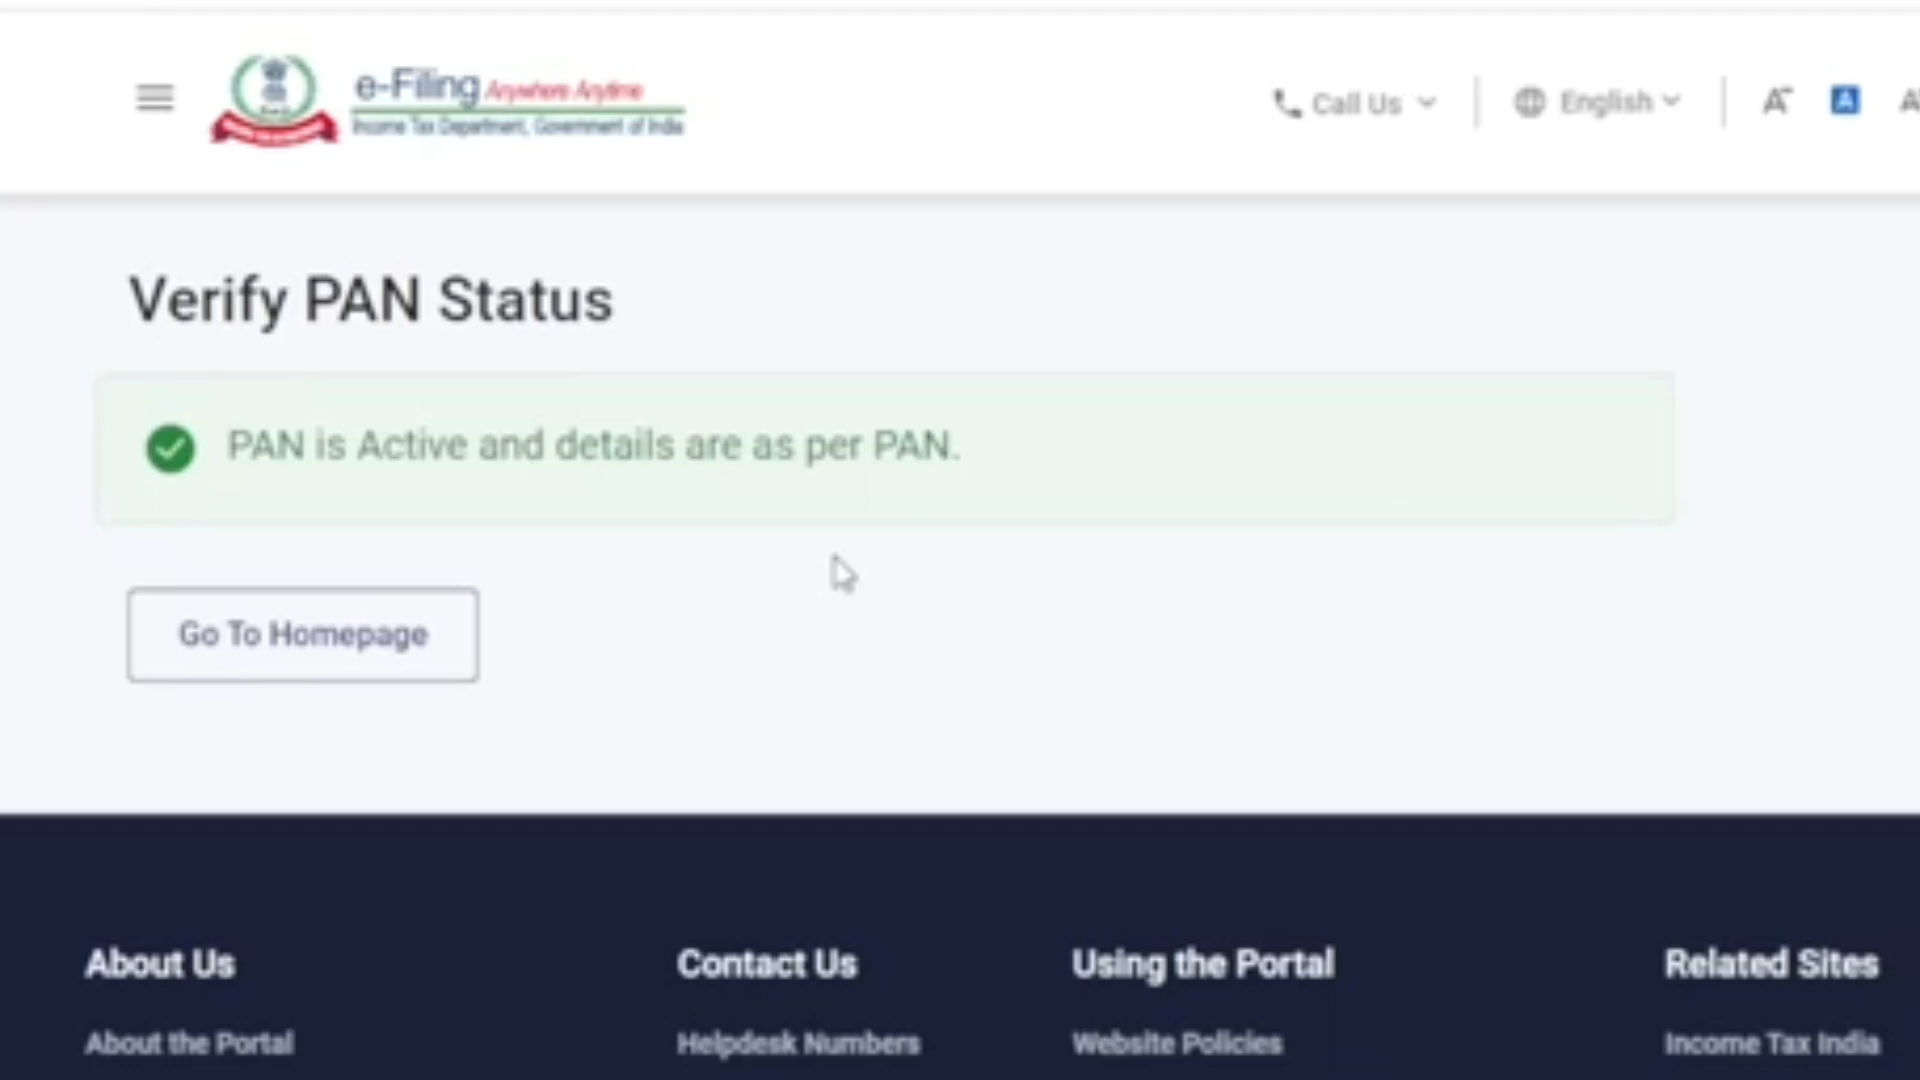 e-Filing Anywhere Anytime
Income Tax Department, Government of India
Call Us
English
A-
A
A
Verify PAN Status
PAN is Active and details are as per PAN.
Go To Homepage
About Us
Contact Us
Using the Portal
Related Sites
About the Portal
Helpdesk Numbers
Website Policies
Income Tax India